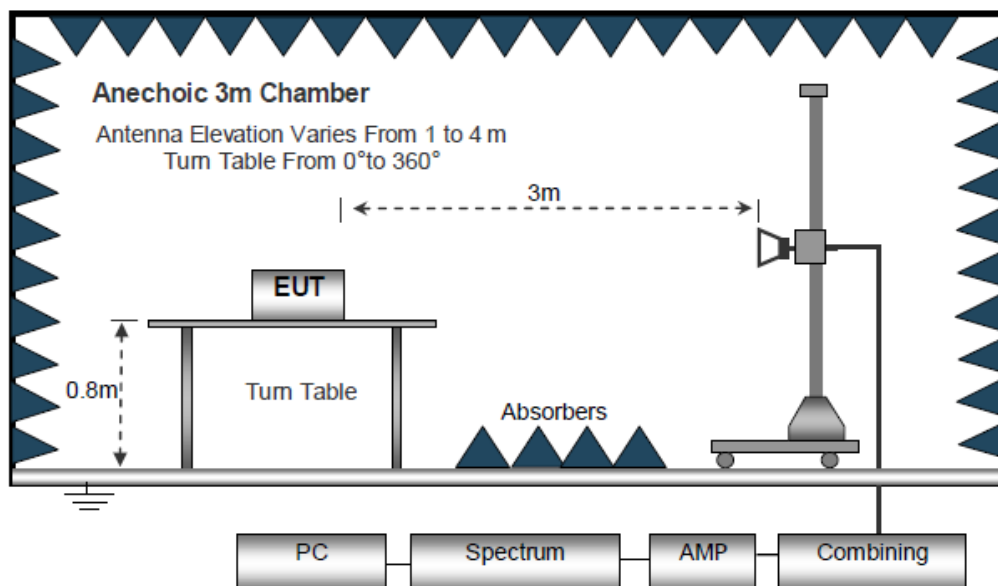 Anechoic 3m Chamber
Antenna Elevation Varies From 1 to 4 m
Turn Table From 0°to 360°
3m
EUT
0.8m
Turn Table
Absorbers
PC
Spectrum
AMP
Combining